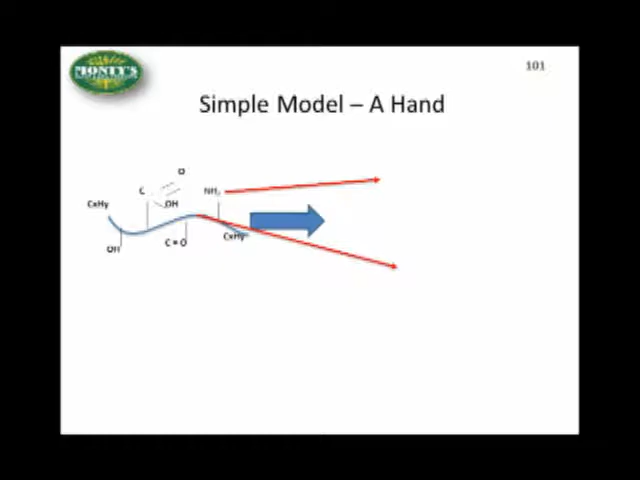 MONTY'S
101
Simple Model – A Hand
O
C
OH
NH₂
CxHy
OH
C = O
CxHy